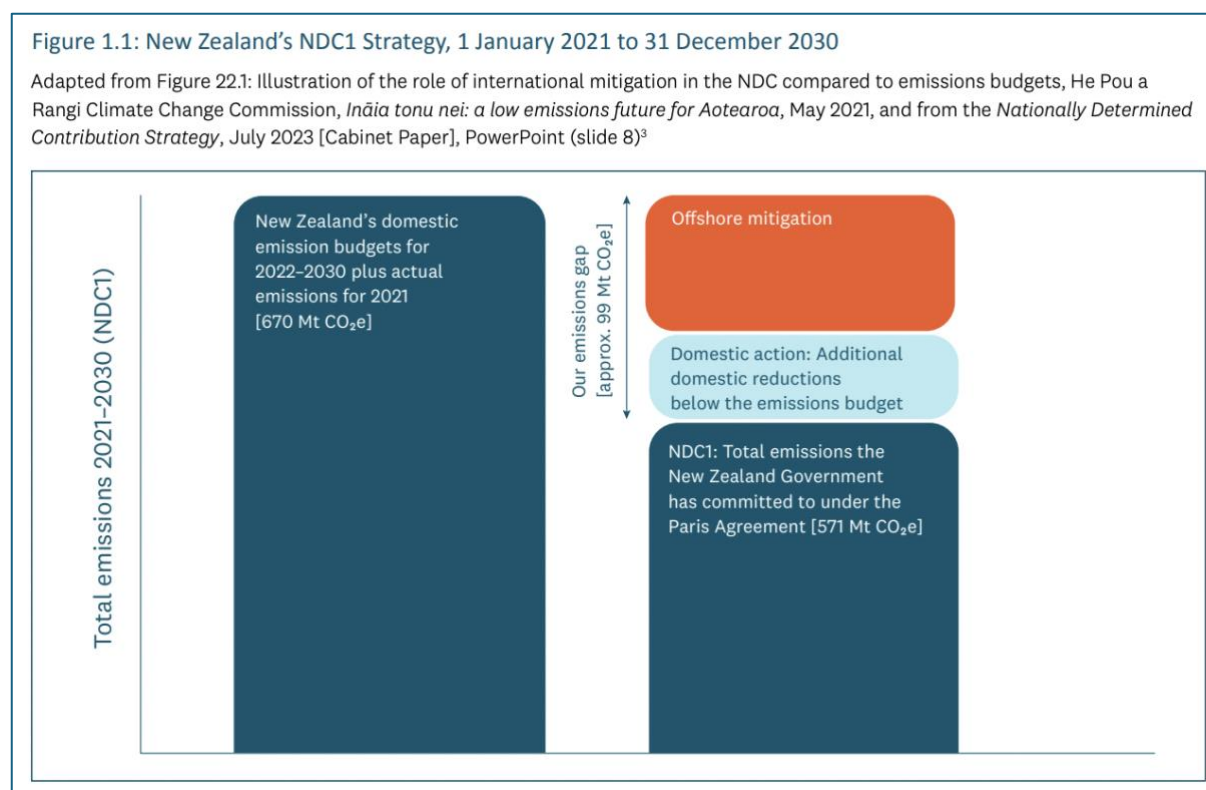 Figure 1.1: New Zealand’s NDC1 Strategy, 1 January 2021 to 31 December 2030
Adapted from Figure 22.1: Illustration of the role of international mitigation in the NDC compared to emissions budgets, He Pou a
Rangi Climate Change Commission, Ināia tonu nei: a low emissions future for Aotearoa, May 2021, and from the Nationally Determined
Contribution Strategy, July 2023 [Cabinet Paper], PowerPoint (slide 8)³
Total emissions 2021–2030 (NDC1)
New Zealand’s domestic
emission budgets for
2022–2030 plus actual
emissions for 2021
[670 Mt CO₂e]
Our emissions gap
[approx. 99 Mt CO₂e]
Offshore mitigation
Domestic action: Additional
domestic reductions
below the emissions budget
NDC1: Total emissions the
New Zealand Government
has committed to under the
Paris Agreement [571 Mt CO₂e]